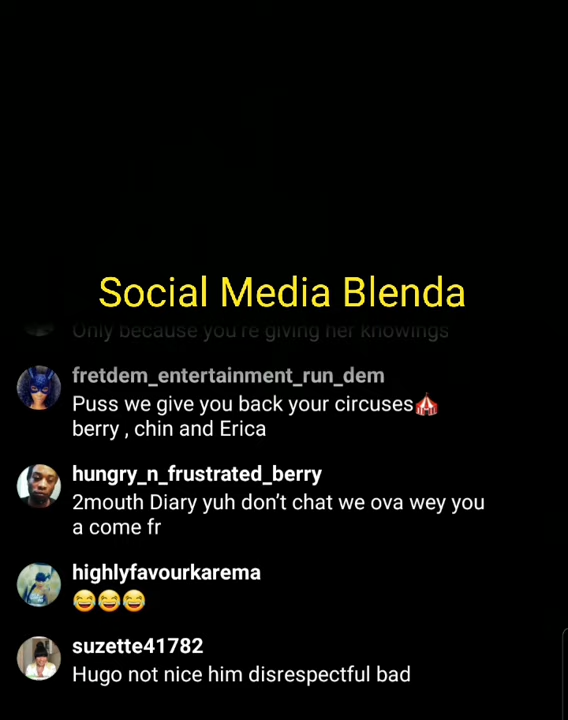 Social Media Blenda
Only because you're giving her knowings
fretdem_entertainment_run_dem
Puss we give you back your circuses🎪
berry , chin and Erica
hungry_n_frustrated_berry
2mouth Diary yuh don’t chat we ova wey you
a come fr
highlyfavourkarema
😂😂😂
suzette41782
Hugo not nice him disrespectful bad